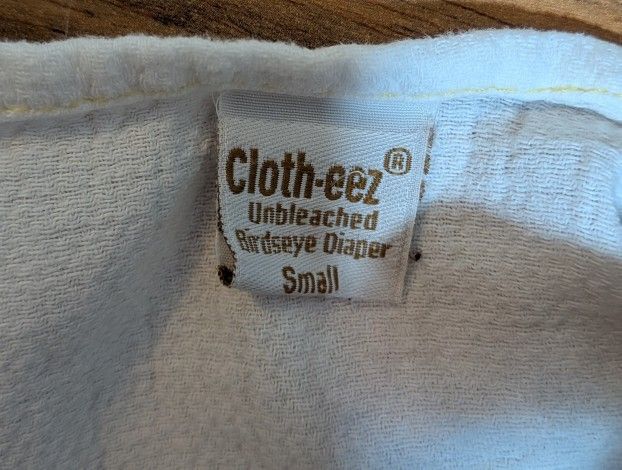 Cloth-eez®
Unbleached
Birdseye Diaper
Small